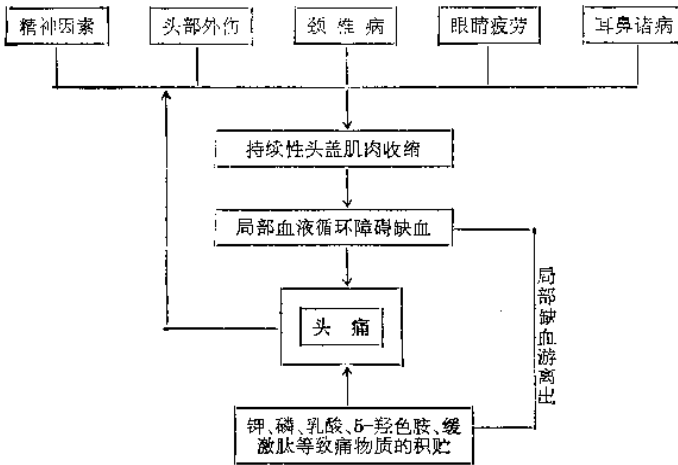 精神因素
头部外伤
颈椎病
眼睛疲劳
耳鼻诸病
持续性头盖肌肉收缩
局部血液循环障碍缺血
头痛
局部缺血游离出
钾、磷、乳酸、5-羟色胺、缓
激肽等致痛物质的积贮